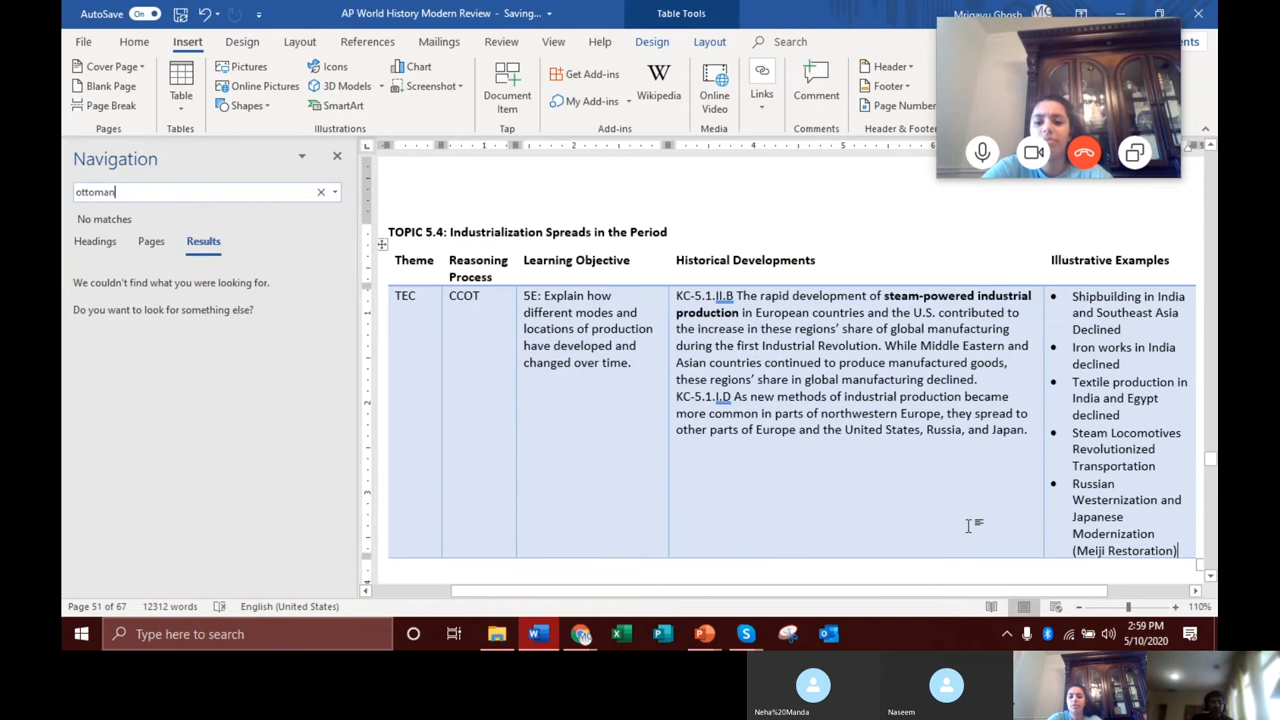 AutoSave On AP World History Modern Review - Saving... Table Tools Mrigayu Ghosh MG
File Home Insert Design Layout References Mailings Review View Help Design Layout Search
Cover Page
Blank Page
Page Break
Pages
Table
Tables
Pictures
Online Pictures
Shapes
Icons
3D Models
SmartArt
Chart
Screenshot
Illustrations
Document
Item
Tap
Get Add-ins
My Add-ins
Wikipedia
Add-ins
Online
Video
Media
Links
Comment
Comments
Header
Footer
Page Number
Header & Footer
Navigation
ottoman
No matches
Headings Pages Results
We couldn't find what you were looking for.
Do you want to look for something else?
TOPIC 5.4: Industrialization Spreads in the Period
Theme Reasoning Learning Objective Historical Developments Illustrative Examples
Process
TEC
CCOT
5E: Explain how
different modes and
locations of production
have developed and
changed over time.
KC-5.1.II.B The rapid development of steam-powered industrial
production in European countries and the U.S. contributed to
the increase in these regions' share of global manufacturing
during the first Industrial Revolution. While Middle Eastern and
Asian countries continued to produce manufactured goods,
these regions' share in global manufacturing declined.
KC-5.1.I.D As new methods of industrial production became
more common in parts of northwestern Europe, they spread to
other parts of Europe and the United States, Russia, and Japan.
• Shipbuilding in India
and Southeast Asia
Declined
• Iron works in India
declined
• Textile production in
India and Egypt
declined
• Steam Locomotives
Revolutionized
Transportation
• Russian
Westernization and
Japanese
Modernization
(Meiji Restoration)
Page 51 of 67 12312 words English (United States) 110%
Type here to search
2:59 PM
5/10/2020
Neha%20Manda
Naseem